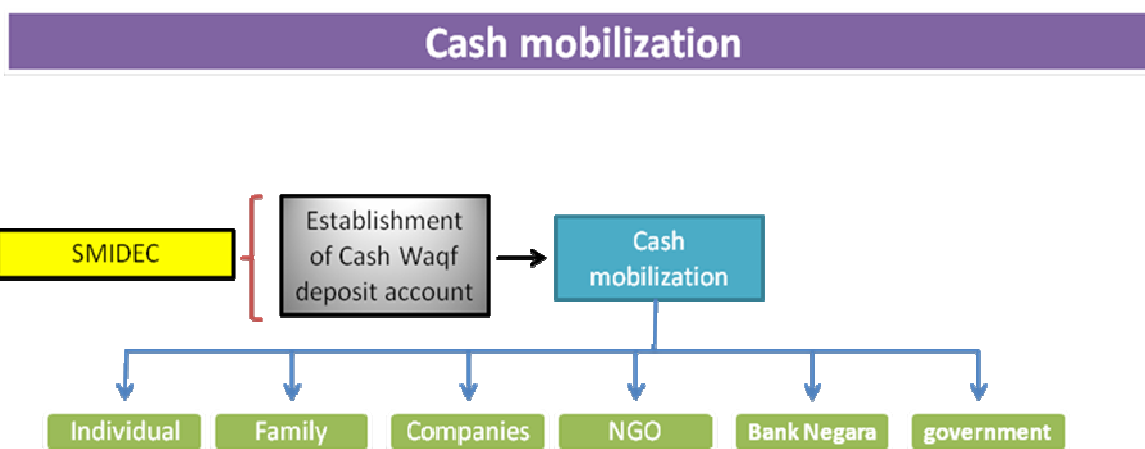 Cash mobilization
SMIDEC
Establishment
of Cash Waqf
deposit account
Cash
mobilization
Individual
Family
Companies
NGO
Bank Negara
government